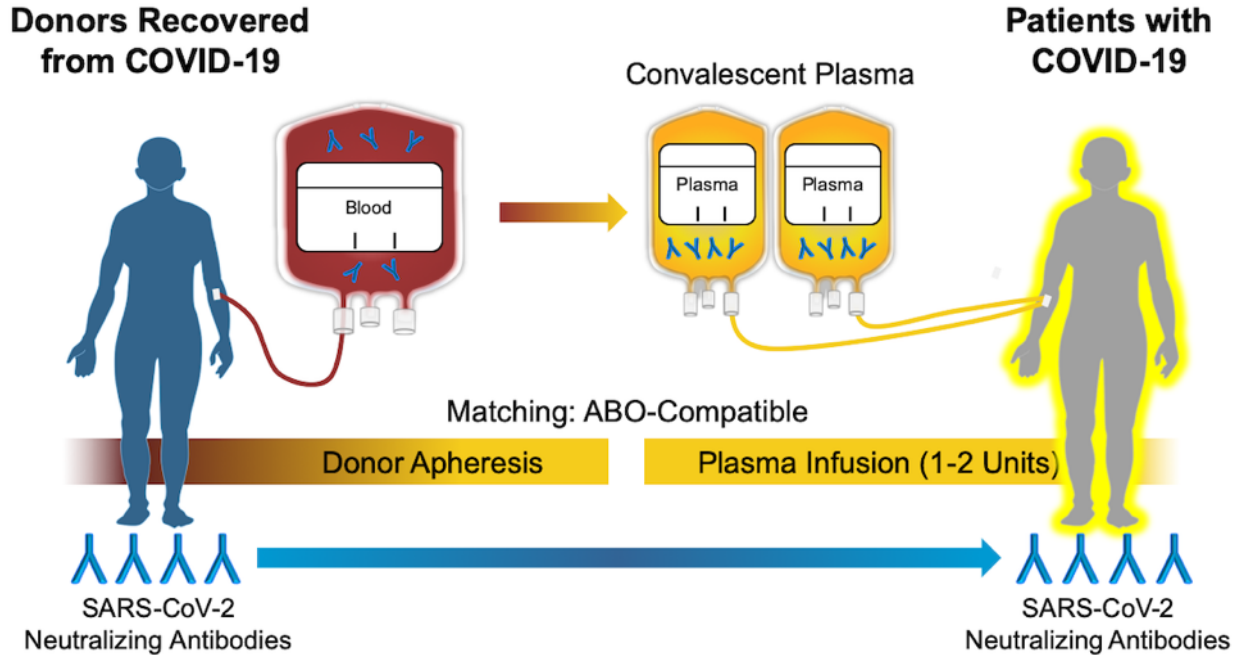 Donors Recovered
from COVID-19
Patients with
COVID-19
Convalescent Plasma
Blood
Plasma
Plasma
Matching: ABO-Compatible
Donor Apheresis
Plasma Infusion (1-2 Units)
SARS-CoV-2
Neutralizing Antibodies
SARS-CoV-2
Neutralizing Antibodies